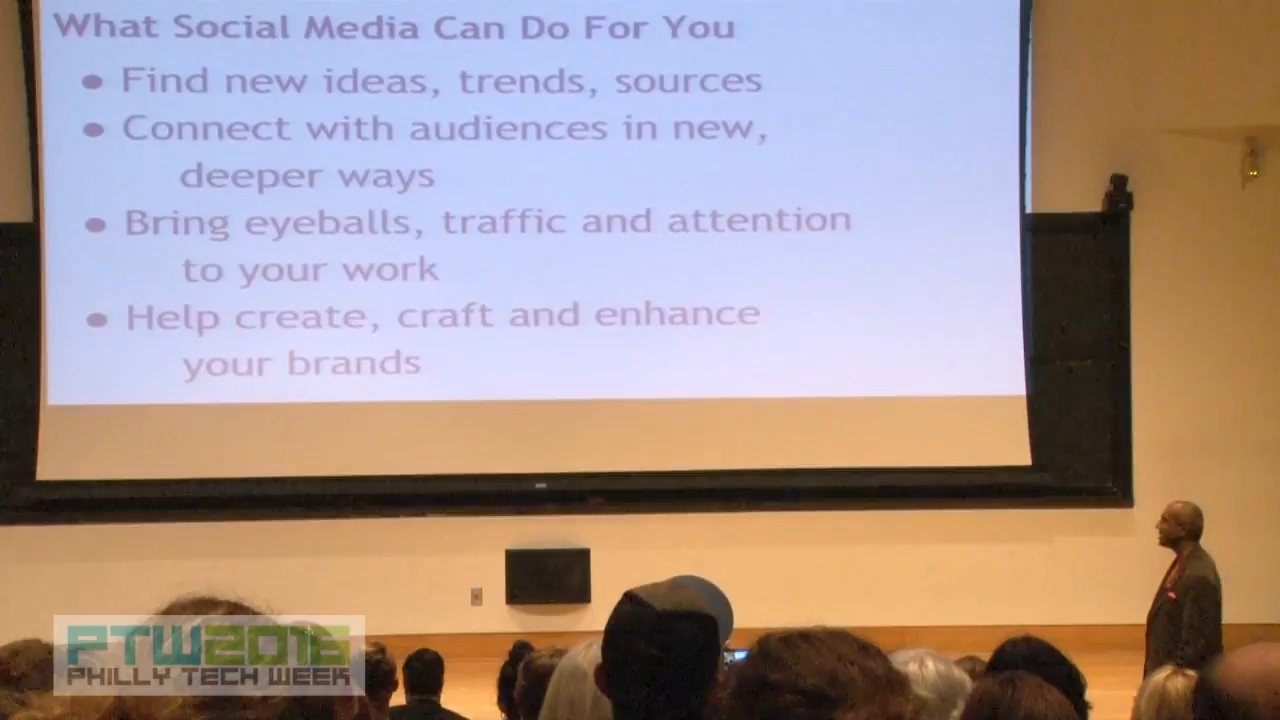 What Social Media Can Do For You
● Find new ideas, trends, sources
● Connect with audiences in new,
deeper ways
● Bring eyeballs, traffic and attention
to your work
● Help create, craft and enhance
your brands
PTW2016
PHILLY TECH WEEK